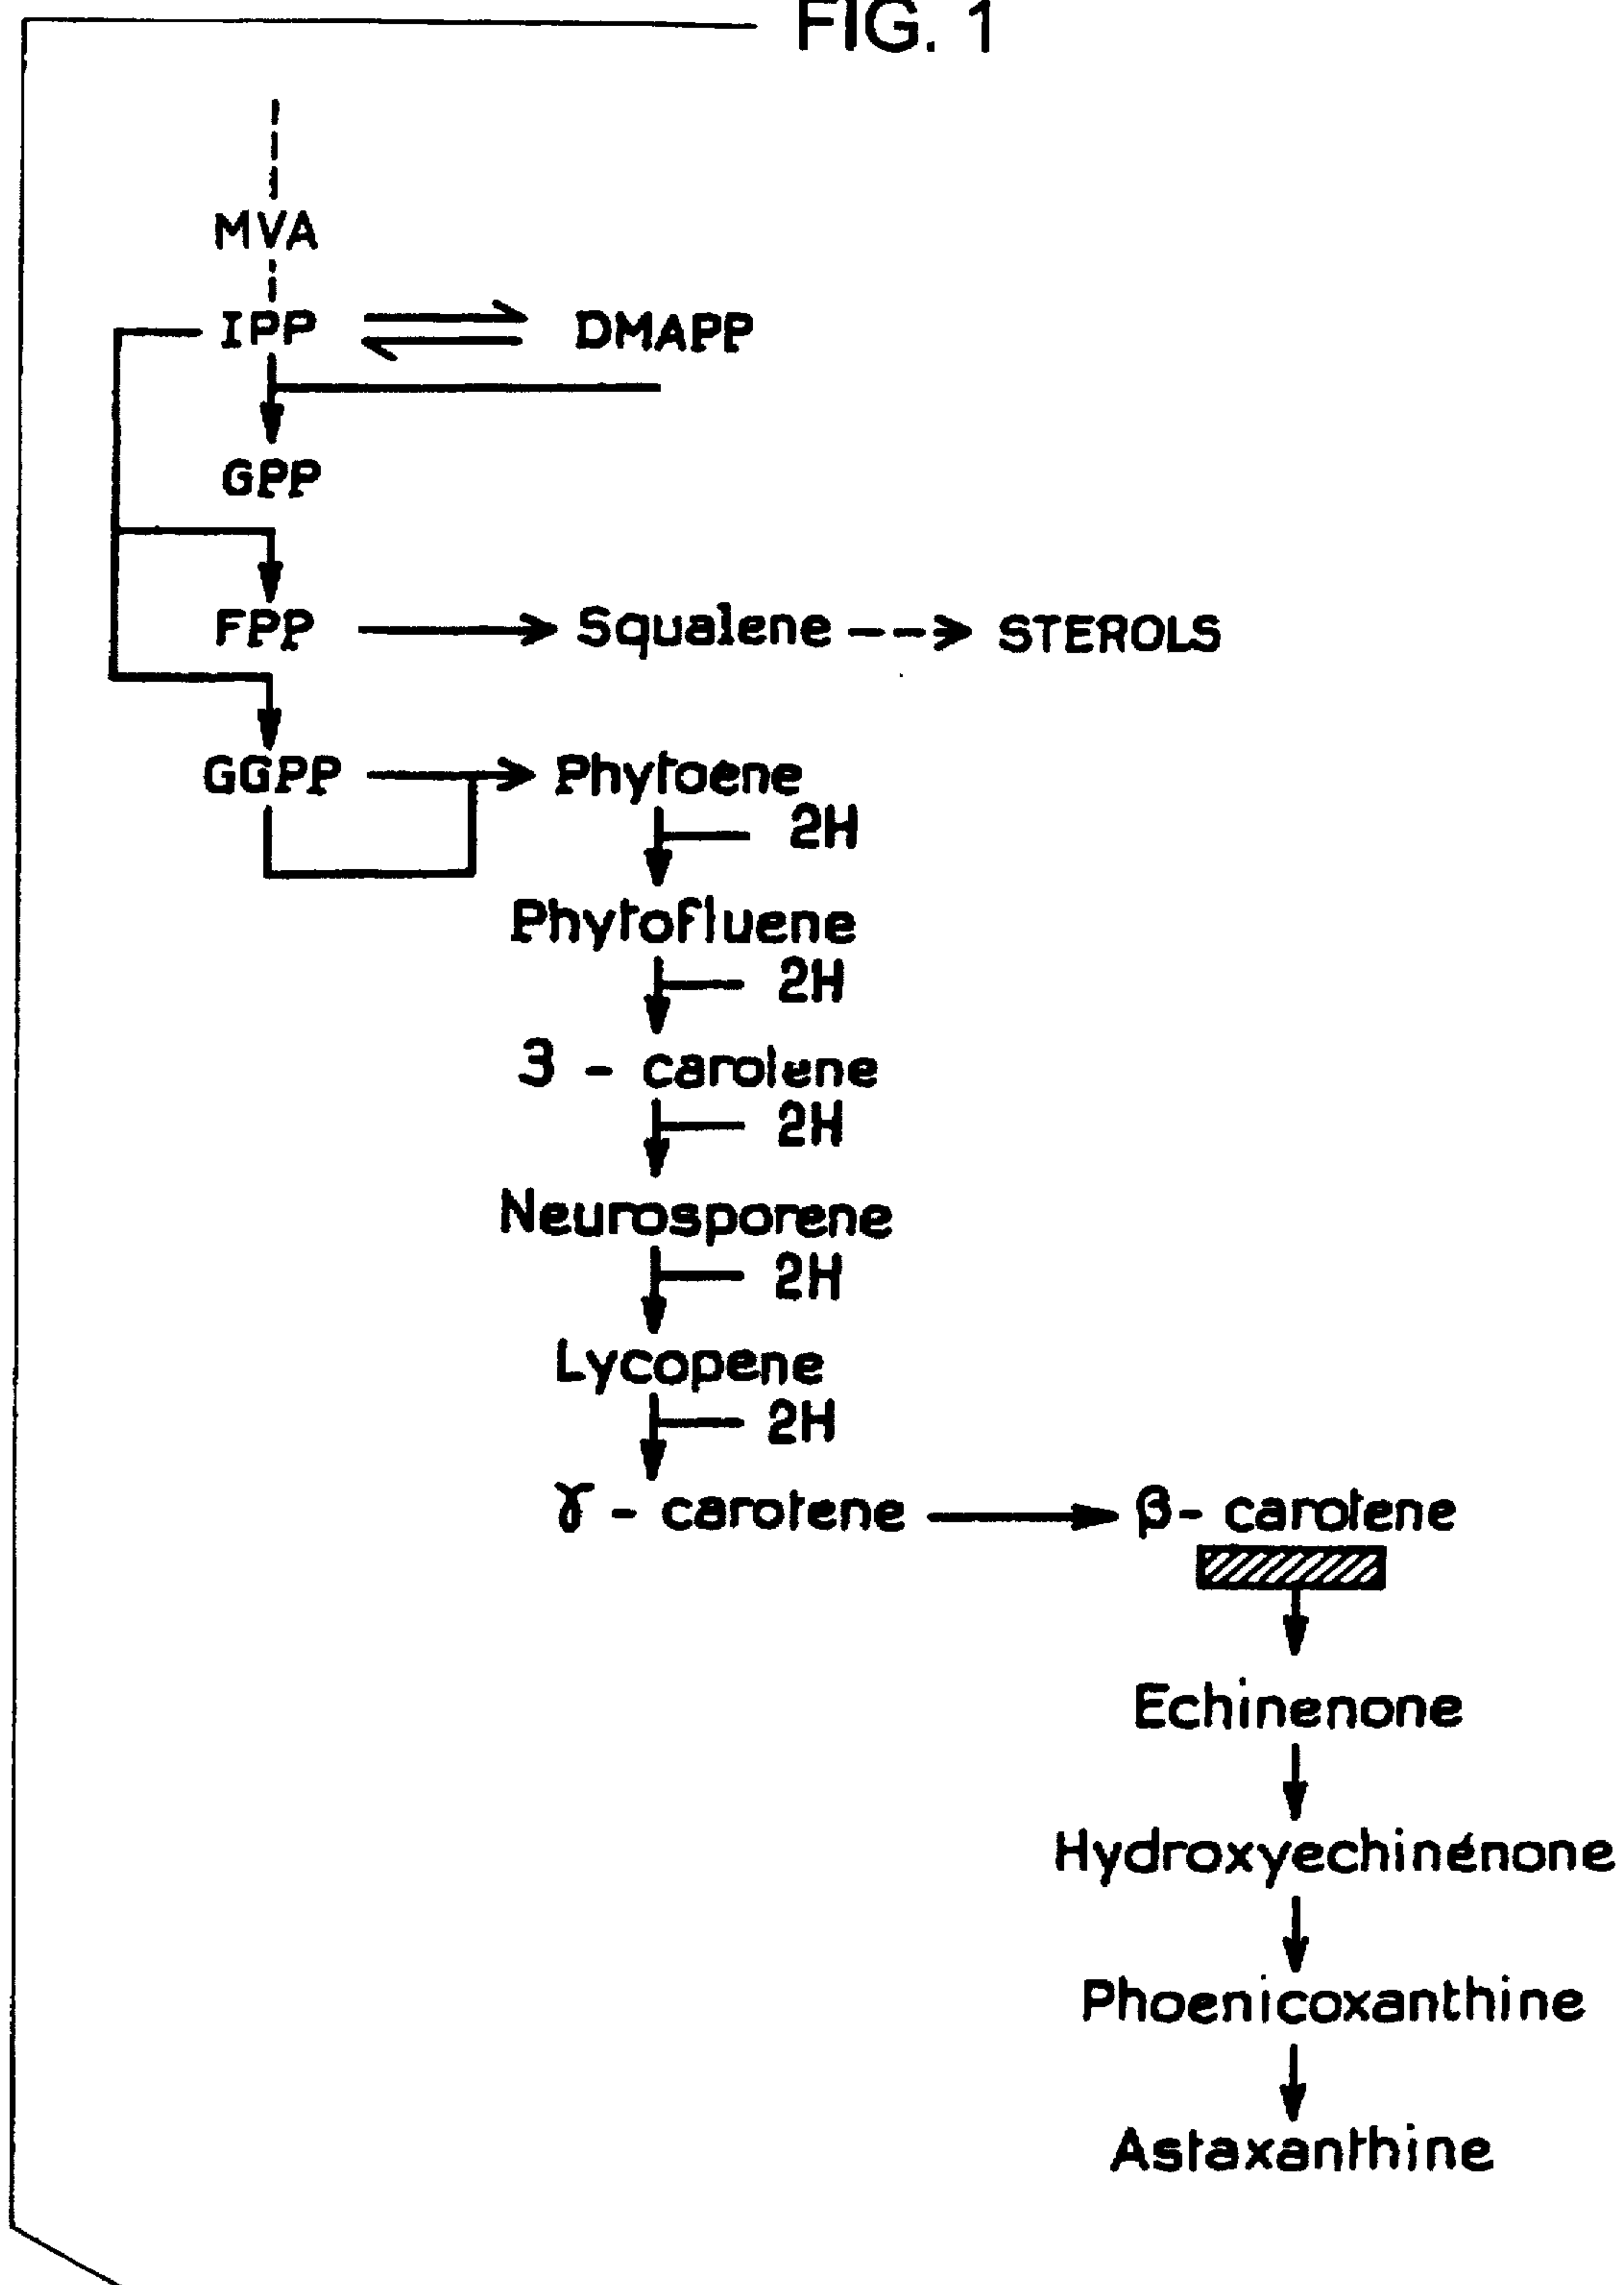 FIG. 1
MVA
IPP DMAPP
GPP
FPP Squalene STEROLS
GGPP Phytoéne
2H
Phytofluene
2H
3 - carotene
2H
Neurosporene
2H
Lycopene
2H
γ - carotene β - carotene
Echinenone
Hydroxyechinénone
Phoenicoxanthine
Astaxanthine